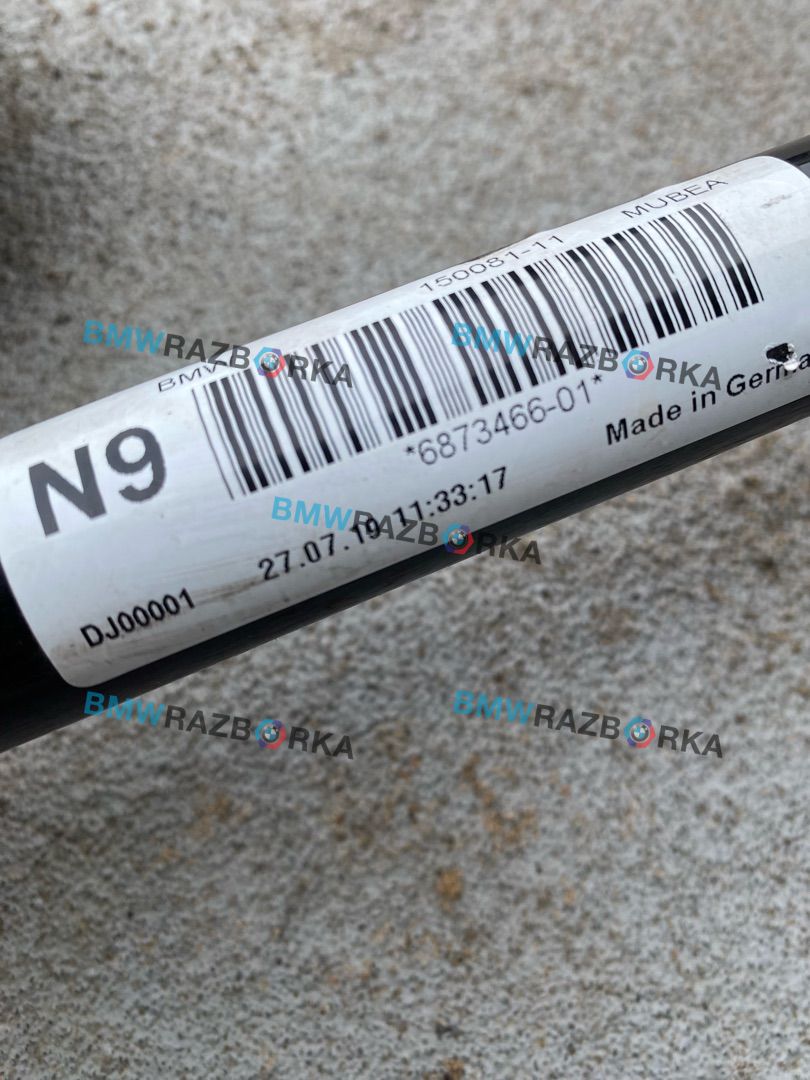 BMW 150081-11 MUBEA
N9
*6873466-01*
Made in Germa
27.07.19 11:33:17
DJ00001
BMWRAZBORKA
BMWRAZBORKA
BMWRAZBORKA
BMWRAZBORKA
BMWRAZBORKA